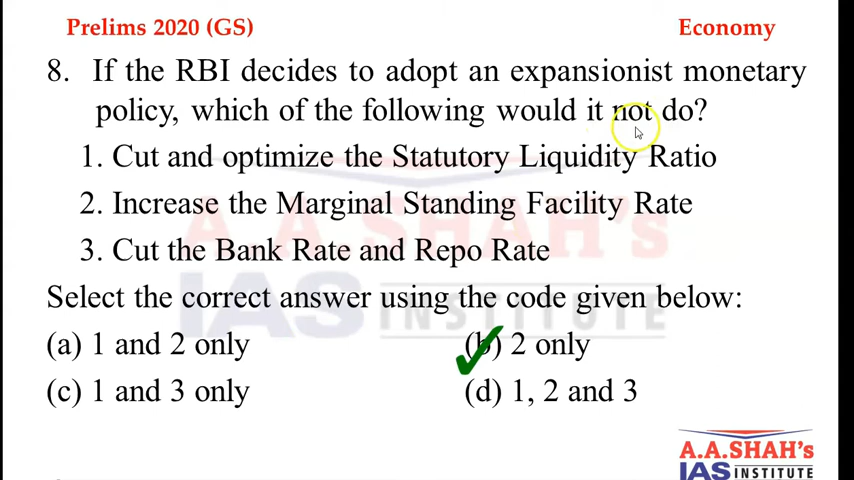 Prelims 2020 (GS) Economy
8. If the RBI decides to adopt an expansionist monetary
policy, which of the following would it not do?
1. Cut and optimize the Statutory Liquidity Ratio
2. Increase the Marginal Standing Facility Rate
3. Cut the Bank Rate and Repo Rate
Select the correct answer using the code given below:
(a) 1 and 2 only (b) 2 only
(c) 1 and 3 only (d) 1, 2 and 3
A.A.SHAH's
IAS INSTITUTE
A.A.SHAH's
IAS INSTITUTE